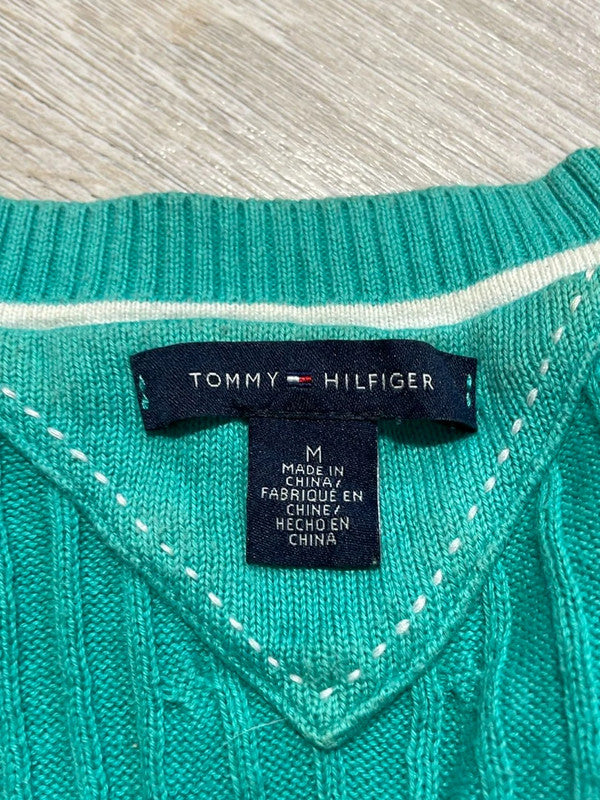 TOMMY HILFIGER
M
MADE IN
CHINA/
FABRIQUÉ EN
CHINE/
HECHO EN
CHINA